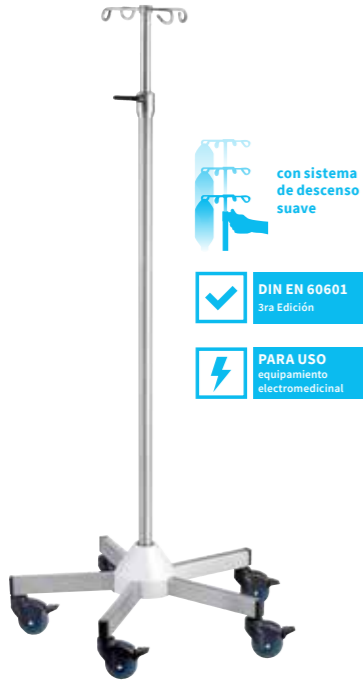 con sistema
de descenso
suave
DIN EN 60601
3ra Edición
PARA USO
equipamiento
electromedicinal